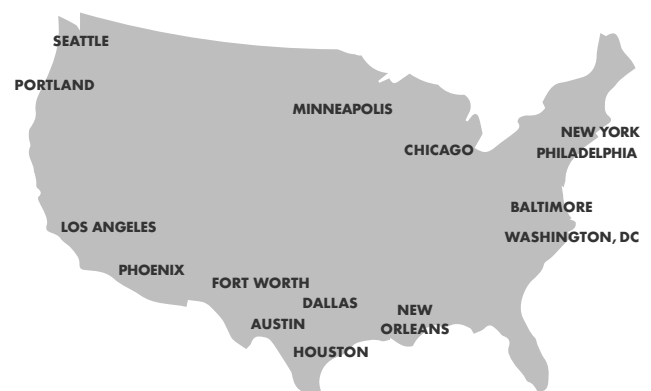 SEATTLE
PORTLAND
MINNEAPOLIS
NEW YORK
CHICAGO
PHILADELPHIA
BALTIMORE
LOS ANGELES
WASHINGTON, DC
PHOENIX
FORT WORTH
DALLAS
NEW
ORLEANS
AUSTIN
HOUSTON